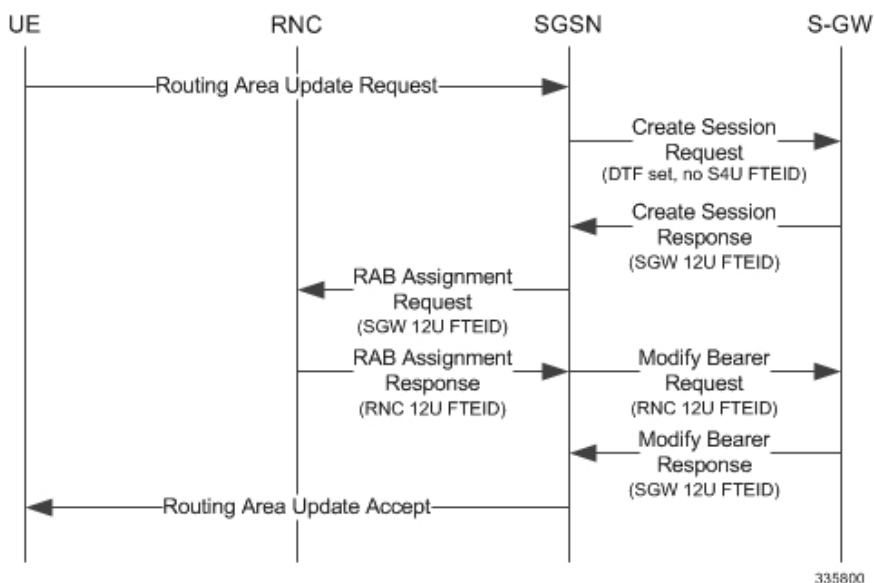 UE
RNC
SGSN
S-GW
Routing Area Update Request
Create Session
Request
(DTF set, no S4U FTEID)
Create Session
Response
(SGW 12U FTEID)
RAB Assignment
Request
(SGW 12U FTEID)
RAB Assignment
Response
(RNC 12U FTEID)
Modify Bearer
Request
(RNC 12U FTEID)
Modify Bearer
Response
(SGW 12U FTEID)
Routing Area Update Accept
335800